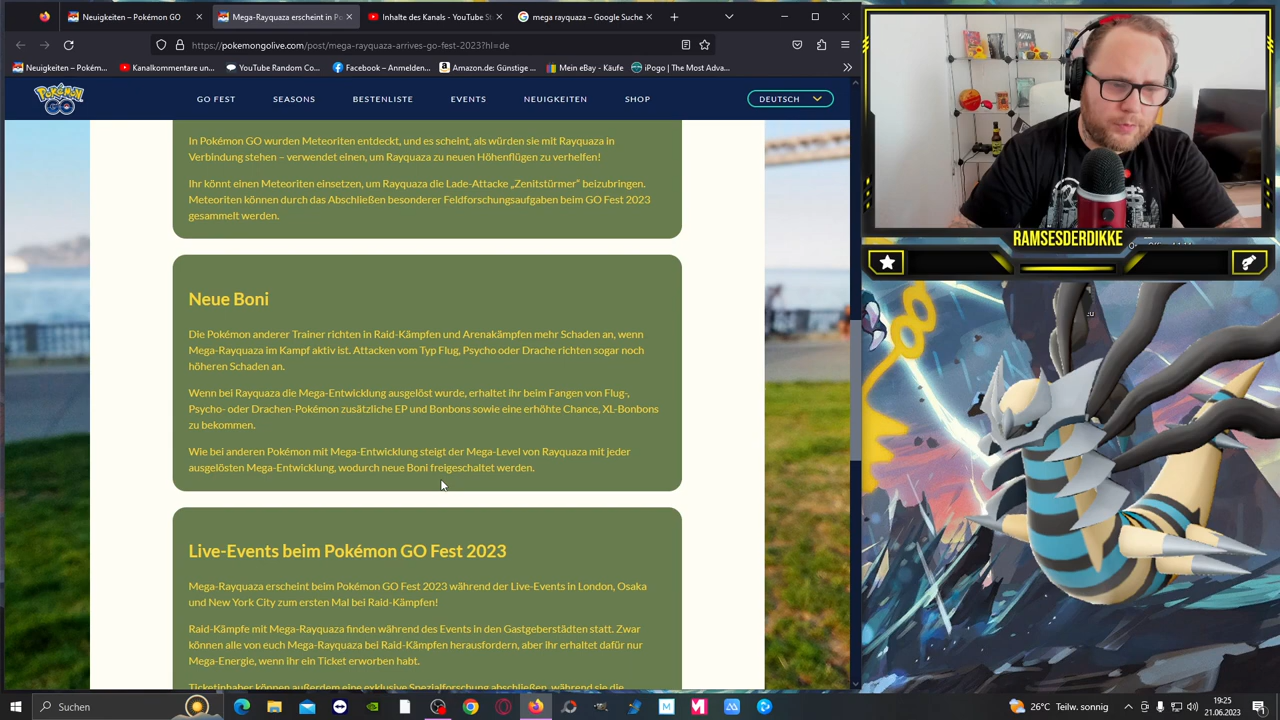 Neuigkeiten – Pokémon GO
Mega-Rayquaza erscheint in Po
Inhalte des Kanals - YouTube St
mega rayquaza – Google Suche
https://pokemongolive.com/post/mega-rayquaza-arrives-go-fest-2023?hl=de
Neuigkeiten – Pokém...
Kanalkommentare un...
YouTube Random Co...
Facebook – Anmelden...
Amazon.de: Günstige ...
Mein eBay - Käufe
iPogo | The Most Adva...
POKÉMON GO
GO FEST
SEASONS
BESTENLISTE
EVENTS
NEUIGKEITEN
SHOP
DEUTSCH
In Pokémon GO wurden Meteoriten entdeckt, und es scheint, als würden sie mit Rayquaza in
Verbindung stehen – verwendet einen, um Rayquaza zu neuen Höhenflügen zu verhelfen!
Ihr könnt einen Meteoriten einsetzen, um Rayquaza die Lade-Attacke „Zenitstürmer“ beizubringen.
Meteoriten können durch das Abschließen besonderer Feldforschungsaufgaben beim GO Fest 2023
gesammelt werden.
Neue Boni
Die Pokémon anderer Trainer richten in Raid-Kämpfen und Arenakämpfen mehr Schaden an, wenn
Mega-Rayquaza im Kampf aktiv ist. Attacken vom Typ Flug, Psycho oder Drache richten sogar noch
höheren Schaden an.
Wenn bei Rayquaza die Mega-Entwicklung ausgelöst wurde, erhaltet ihr beim Fangen von Flug-,
Psycho- oder Drachen-Pokémon zusätzliche EP und Bonbons sowie eine erhöhte Chance, XL-Bonbons
zu bekommen.
Wie bei anderen Pokémon mit Mega-Entwicklung steigt der Mega-Level von Rayquaza mit jeder
ausgelösten Mega-Entwicklung, wodurch neue Boni freigeschaltet werden.
Live-Events beim Pokémon GO Fest 2023
Mega-Rayquaza erscheint beim Pokémon GO Fest 2023 während der Live-Events in London, Osaka
und New York City zum ersten Mal bei Raid-Kämpfen!
Raid-Kämpfe mit Mega-Rayquaza finden während des Events in den Gastgeberstädten statt. Zwar
können alle von euch Mega-Rayquaza bei Raid-Kämpfen herausfordern, aber ihr erhaltet dafür nur
Mega-Energie, wenn ihr ein Ticket erworben habt.
Ticketinhaber können außerdem eine exklusive Spezialforschung abschließen, während sie die
RAMSESDERDIKKE
Suchen
26°C Teilw. sonnig
19:25
21.06.2023